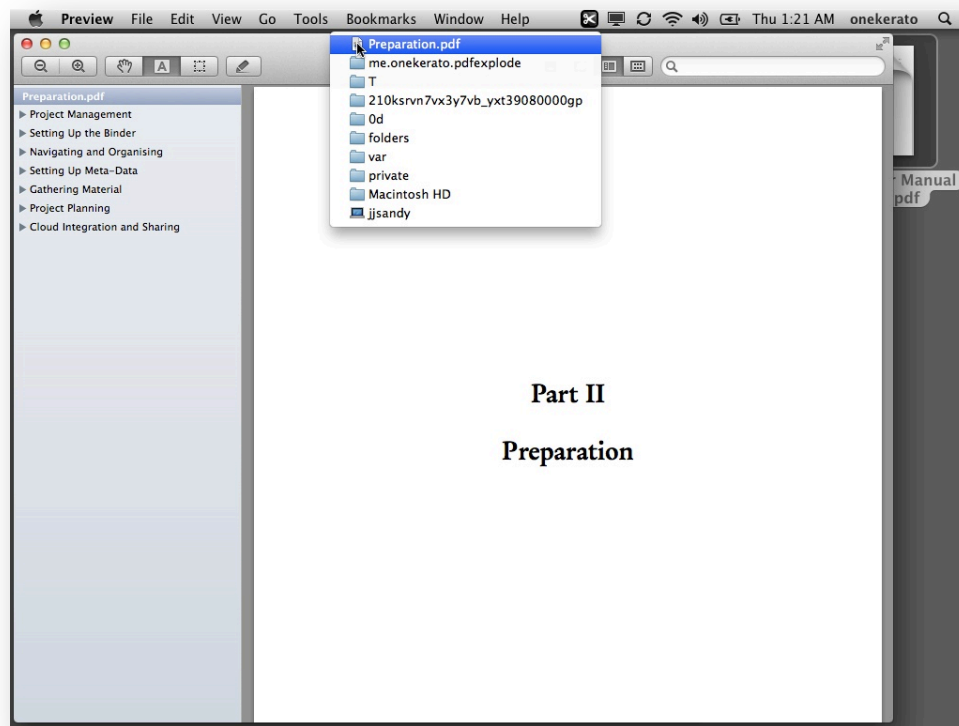 Preview File Edit View Go Tools Bookmarks Window Help Thu 1:21 AM onekerato
Preparation.pdf
me.onekerato.pdfexplode
T
210ksrvn7vx3y7vb_yxt39080000gp
0d
folders
var
private
Macintosh HD
jjsandy
A
Preparation.pdf
Project Management
Setting Up the Binder
Navigating and Organising
Setting Up Meta-Data
Gathering Material
Project Planning
Cloud Integration and Sharing
Part II
Preparation
Manual
pdf